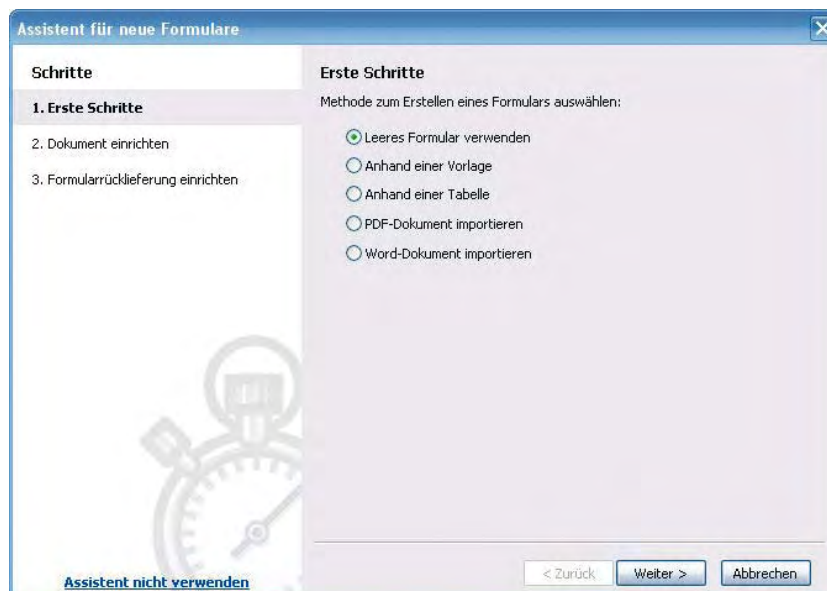 Assistent für neue Formulare
Schritte
1. Erste Schritte
2. Dokument einrichten
3. Formularrücklieferung einrichten
Assistent nicht verwenden
Erste Schritte
Methode zum Erstellen eines Formulars auswählen:
Leeres Formular verwenden
Anhand einer Vorlage
Anhand einer Tabelle
PDF-Dokument importieren
Word-Dokument importieren
< Zurück
Weiter >
Abbrechen